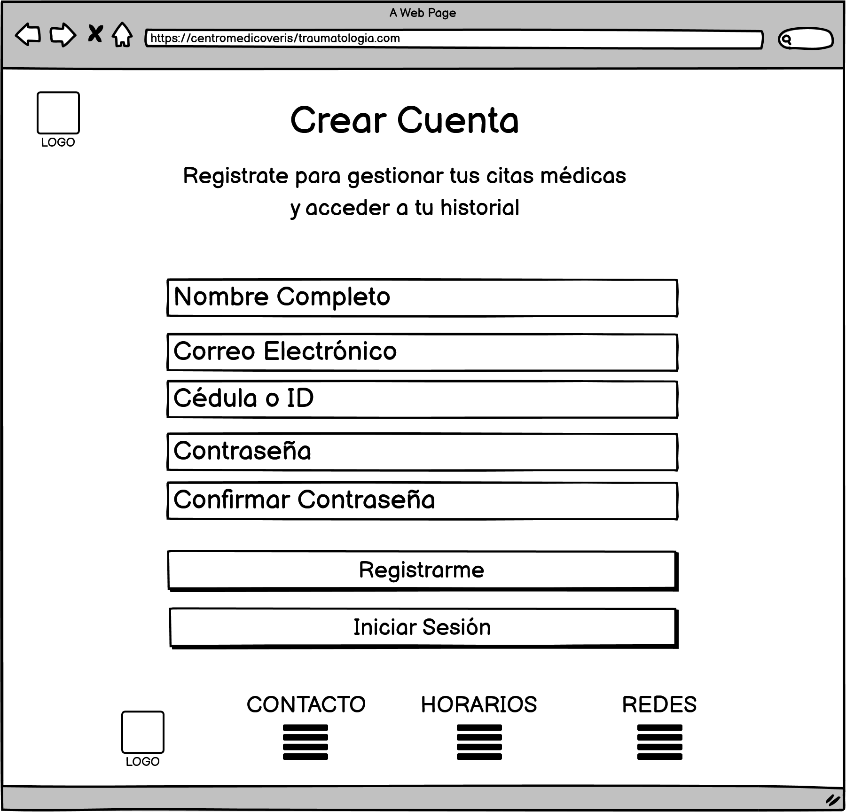 A Web Page
https://centromedicoveris/traumatologia.com
LOGO
Crear Cuenta
Registrate para gestionar tus citas médicas
y acceder a tu historial
Nombre Completo
Correo Electrónico
Cédula o ID
Contraseña
Confirmar Contraseña
Registrarme
Iniciar Sesión
CONTACTO
HORARIOS
REDES
LOGO